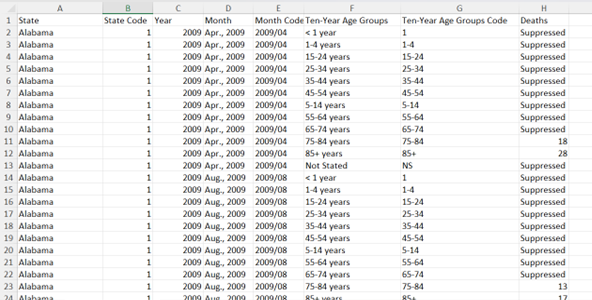 A B C D E F G H
1 State State Code Year Month Month Code Ten-Year Age Groups Ten-Year Age Groups Code Deaths
2 Alabama 1 2009 Apr., 2009 2009/04 < 1 year 1 Suppressed
3 Alabama 1 2009 Apr., 2009 2009/04 1-4 years 1-4 Suppressed
4 Alabama 1 2009 Apr., 2009 2009/04 15-24 years 15-24 Suppressed
5 Alabama 1 2009 Apr., 2009 2009/04 25-34 years 25-34 Suppressed
6 Alabama 1 2009 Apr., 2009 2009/04 35-44 years 35-44 Suppressed
7 Alabama 1 2009 Apr., 2009 2009/04 45-54 years 45-54 Suppressed
8 Alabama 1 2009 Apr., 2009 2009/04 5-14 years 5-14 Suppressed
9 Alabama 1 2009 Apr., 2009 2009/04 55-64 years 55-64 Suppressed
10 Alabama 1 2009 Apr., 2009 2009/04 65-74 years 65-74 Suppressed
11 Alabama 1 2009 Apr., 2009 2009/04 75-84 years 75-84 18
12 Alabama 1 2009 Apr., 2009 2009/04 85+ years 85+ 28
13 Alabama 1 2009 Apr., 2009 2009/04 Not Stated NS Suppressed
14 Alabama 1 2009 Aug., 2009 2009/08 < 1 year 1 Suppressed
15 Alabama 1 2009 Aug., 2009 2009/08 1-4 years 1-4 Suppressed
16 Alabama 1 2009 Aug., 2009 2009/08 15-24 years 15-24 Suppressed
17 Alabama 1 2009 Aug., 2009 2009/08 25-34 years 25-34 Suppressed
18 Alabama 1 2009 Aug., 2009 2009/08 35-44 years 35-44 Suppressed
19 Alabama 1 2009 Aug., 2009 2009/08 45-54 years 45-54 Suppressed
20 Alabama 1 2009 Aug., 2009 2009/08 5-14 years 5-14 Suppressed
21 Alabama 1 2009 Aug., 2009 2009/08 55-64 years 55-64 Suppressed
22 Alabama 1 2009 Aug., 2009 2009/08 65-74 years 65-74 Suppressed
23 Alabama 1 2009 Aug., 2009 2009/08 75-84 years 75-84 13
24 Alabama 1 2009 Aug., 2009 2009/08 85+ years 85+ 17